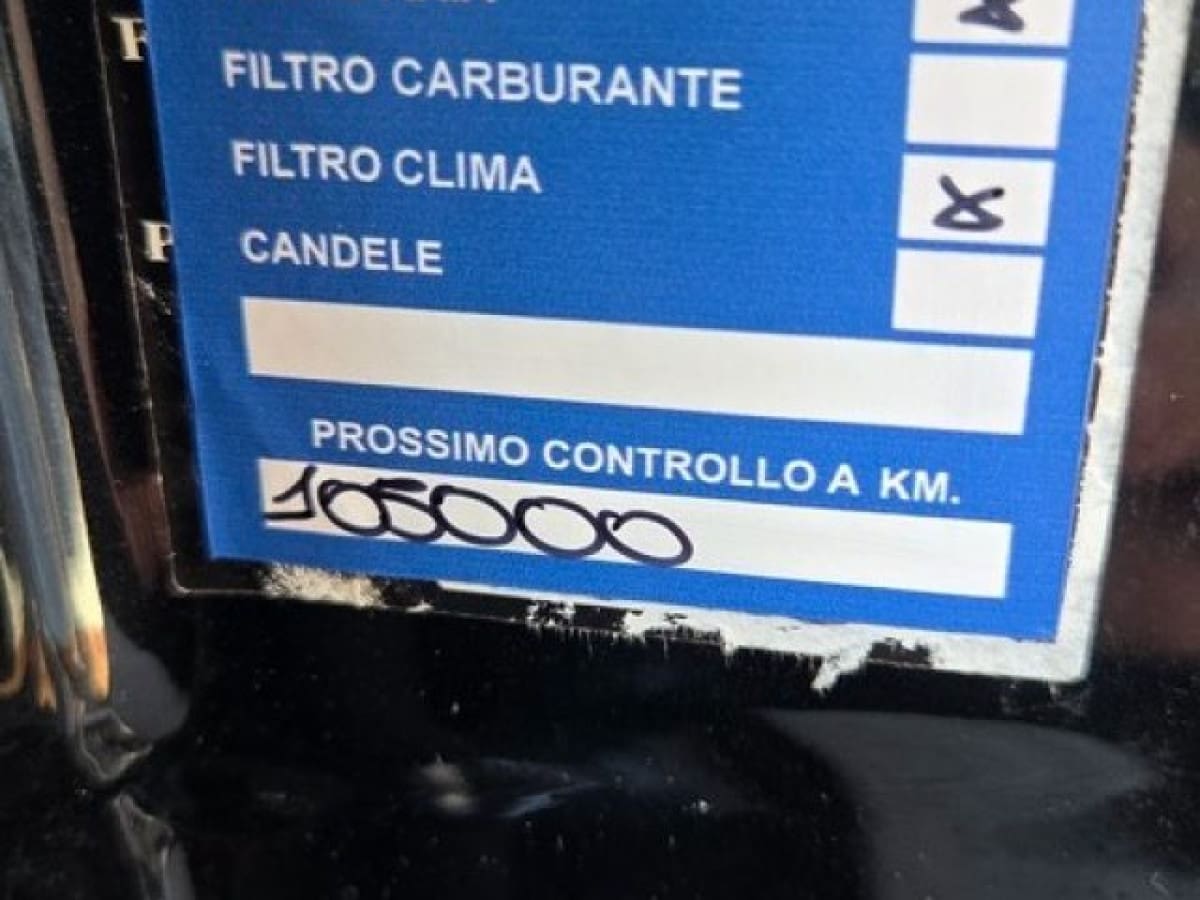 FILTRO CARBURANTE
FILTRO CLIMA X
CANDELE
PROSSIMO CONTROLLO A KM.
105000